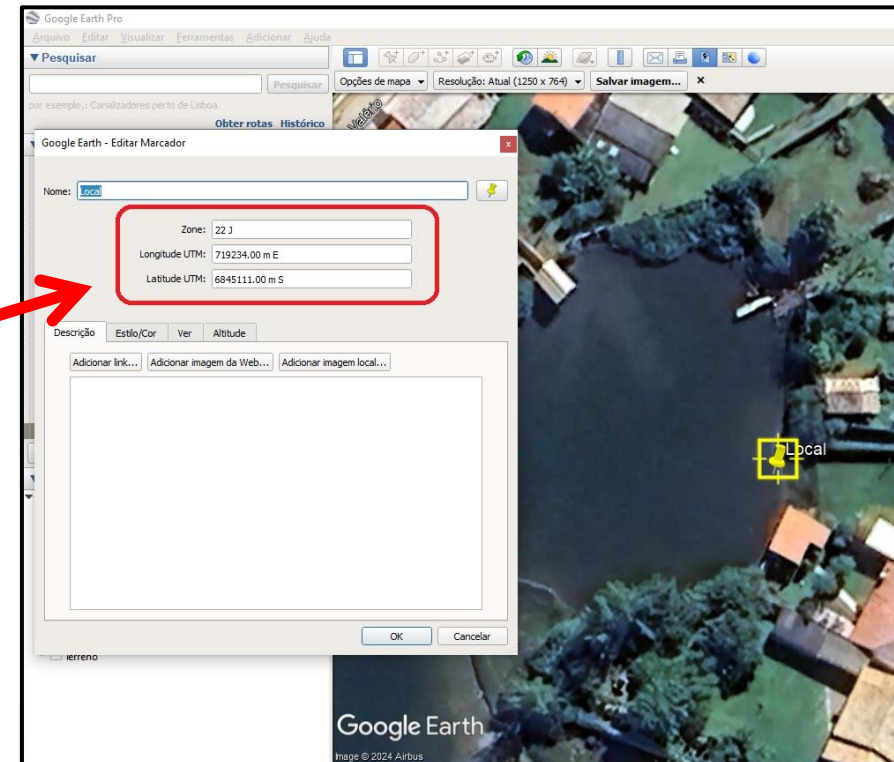 Google Earth Pro
Arquivo Editar Visualizar Ferramentas Adicionar Ajuda
▼Pesquisar
Pesquisar
Opções de mapa Resolução: Atual (1250 x 764) Salvar imagem... X
por exemplo,: Canalizadores perto de Lisboa
Obter rotas Histórico
Valério
Google Earth - Editar Marcador x
Nome: Local
Zone: 22 J
Longitude UTM: 719234.00 m E
Latitude UTM: 6845111.00 m S
Descrição Estilo/Cor Ver Altitude
Adicionar link... Adicionar imagem da Web... Adicionar imagem local...
Local
OK Cancelar
Terreno
Google Earth
Image © 2024 Airbus